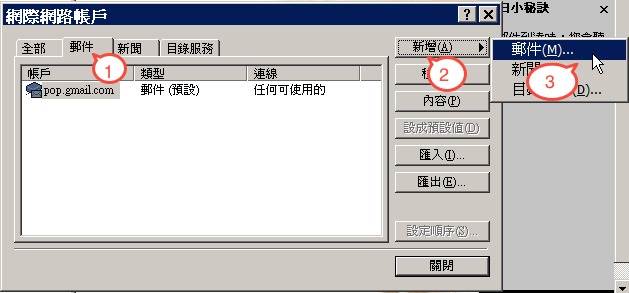 網際網路帳戶
日小秘訣
全部
郵件
新聞
目錄服務
1
帳戶
類型
連線
pop.gmail.com
郵件 (預設)
任何可使用的
新增(A)
2
內容(P)
設成預設值(D)
匯入(I)...
匯出(E)...
設定順序(S)...
關閉
郵件(M)...
新聞
3
目
(D)...